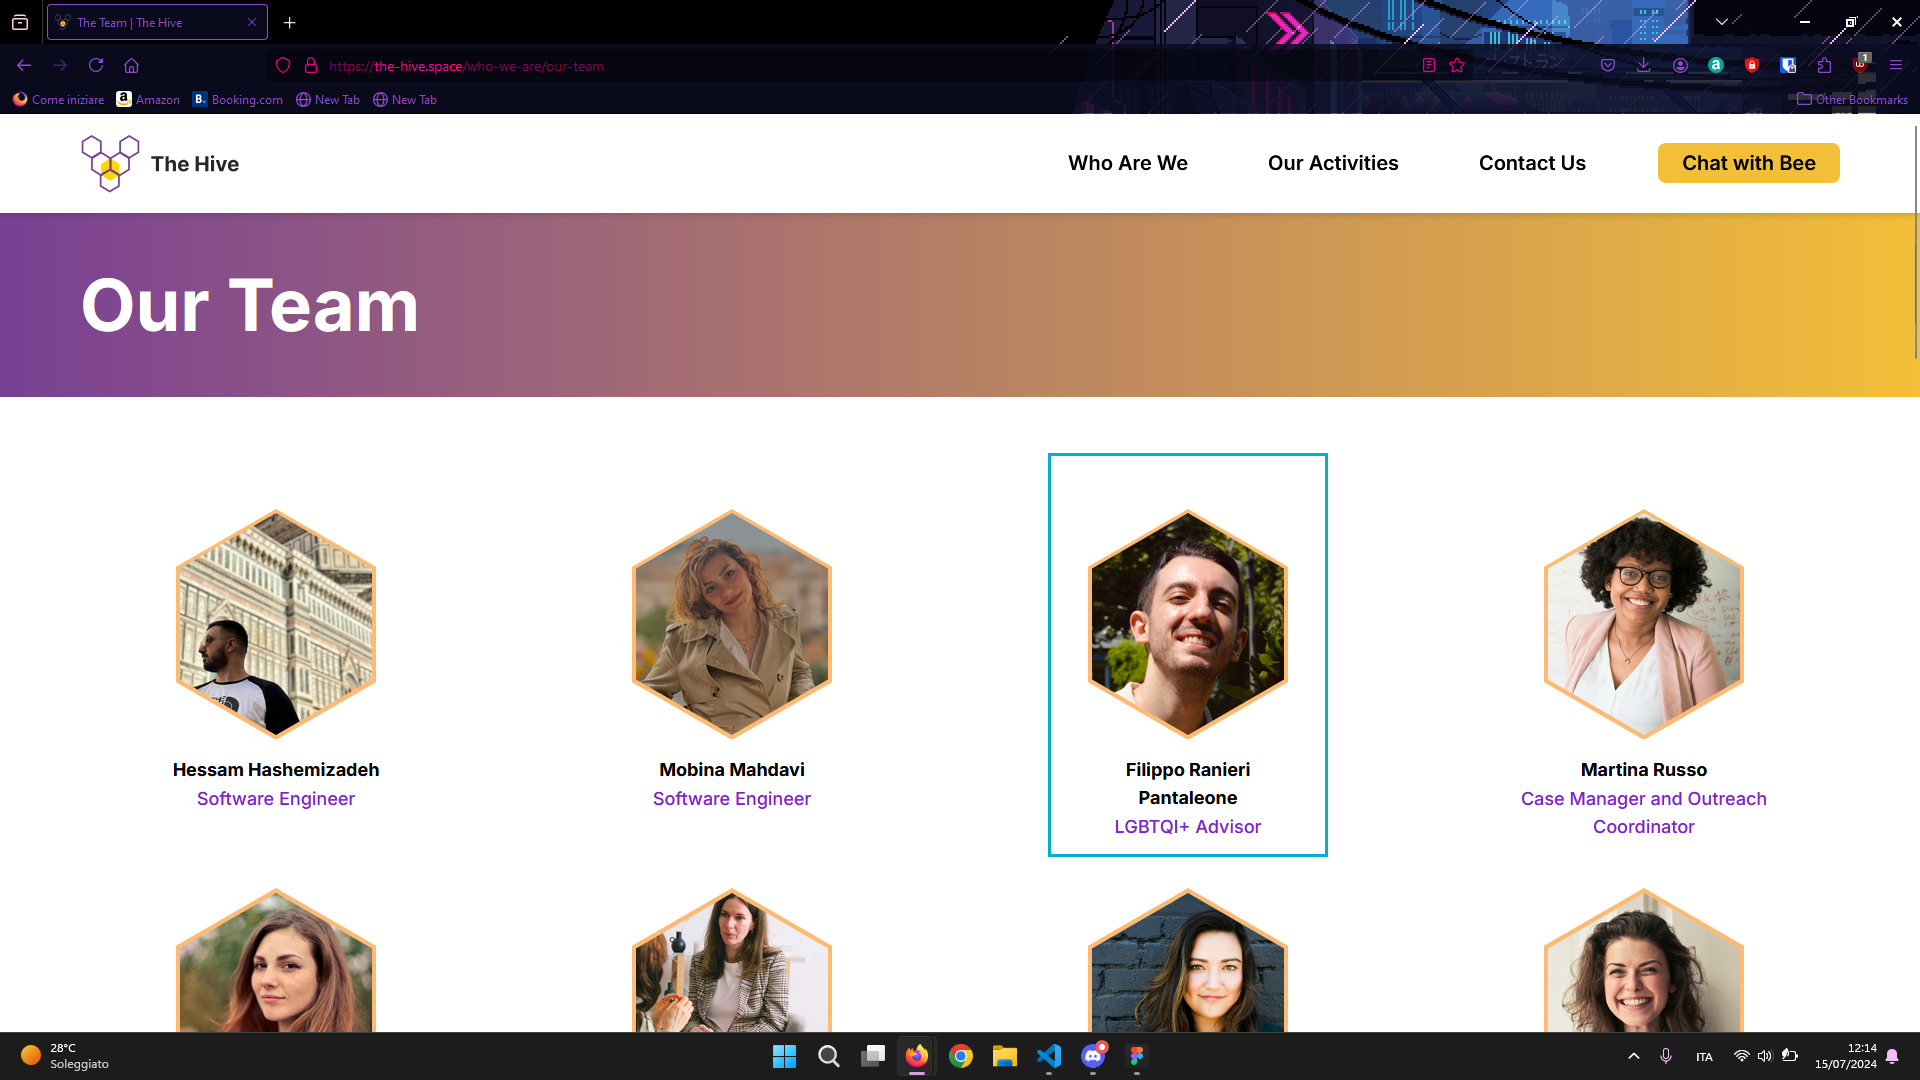 The Team | The Hive
https://the-hive.space/who-we-are/our-team
1
Come iniziare
a Amazon
B. Booking.com
New Tab
New Tab
Other Bookmarks
The Hive
Who Are We
Our Activities
Contact Us
Chat with Bee
Our Team
Hessam Hashemizadeh
Software Engineer
Mobina Mahdavi
Software Engineer
Filippo Ranieri
Pantaleone
LGBTQI+ Advisor
Martina Russo
Case Manager and Outreach
Coordinator
28°C
Soleggiato
ITA
12:14
15/07/2024